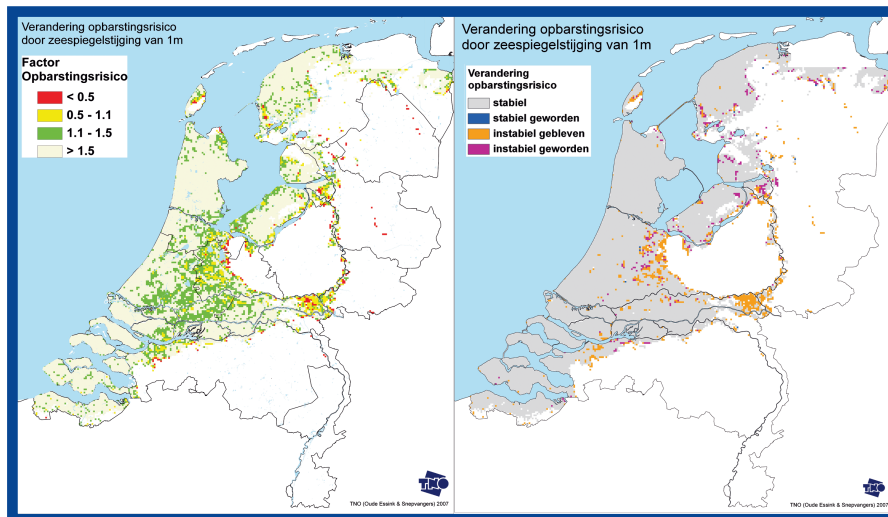 Verandering opbarstingsrisico
door zeespiegelstijging van 1m
Factor
Opbarstingsrisico
< 0.5
0.5 - 1.1
1.1 - 1.5
> 1.5
TNO
TNO (Oude Essink & Snepvangers) 2007
Verandering opbarstingsrisico
door zeespiegelstijging van 1m
Verandering
opbarstingsrisico
stabiel
stabiel geworden
instabiel gebleven
instabiel geworden
TNO
TNO (Oude Essink & Snepvangers) 2007